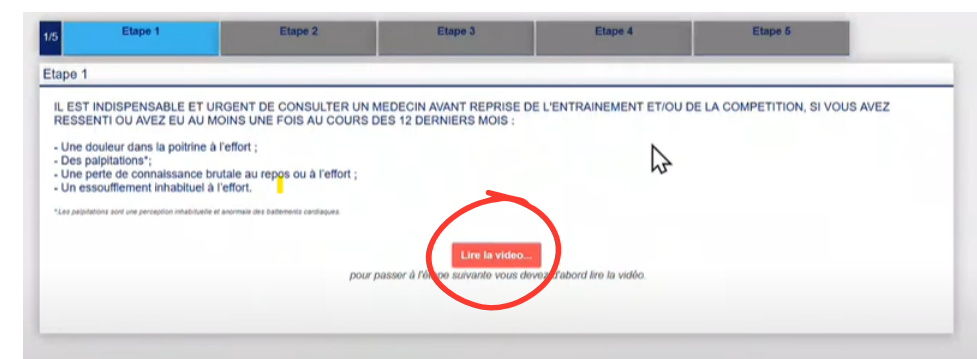 1/5 Etape 1 Etape 2 Etape 3 Etape 4 Etape 5
Etape 1
IL EST INDISPENSABLE ET URGENT DE CONSULTER UN MEDECIN AVANT REPRISE DE L'ENTRAINEMENT ET/OU DE LA COMPETITION, SI VOUS AVEZ
RESSENTI OU AVEZ EU AU MOINS UNE FOIS AU COURS DES 12 DERNIERS MOIS :
- Une douleur dans la poitrine à l'effort ;
- Des palpitations*;
- Une perte de connaissance brutale au repos ou à l'effort ;
- Un essoufflement inhabituel à l'effort.
*Les palpitations sont une perception inhabituelle et anormale des battements cardiaques.
Lire la video...
pour passer à l'étape suivante vous devez d'abord lire la vidéo.